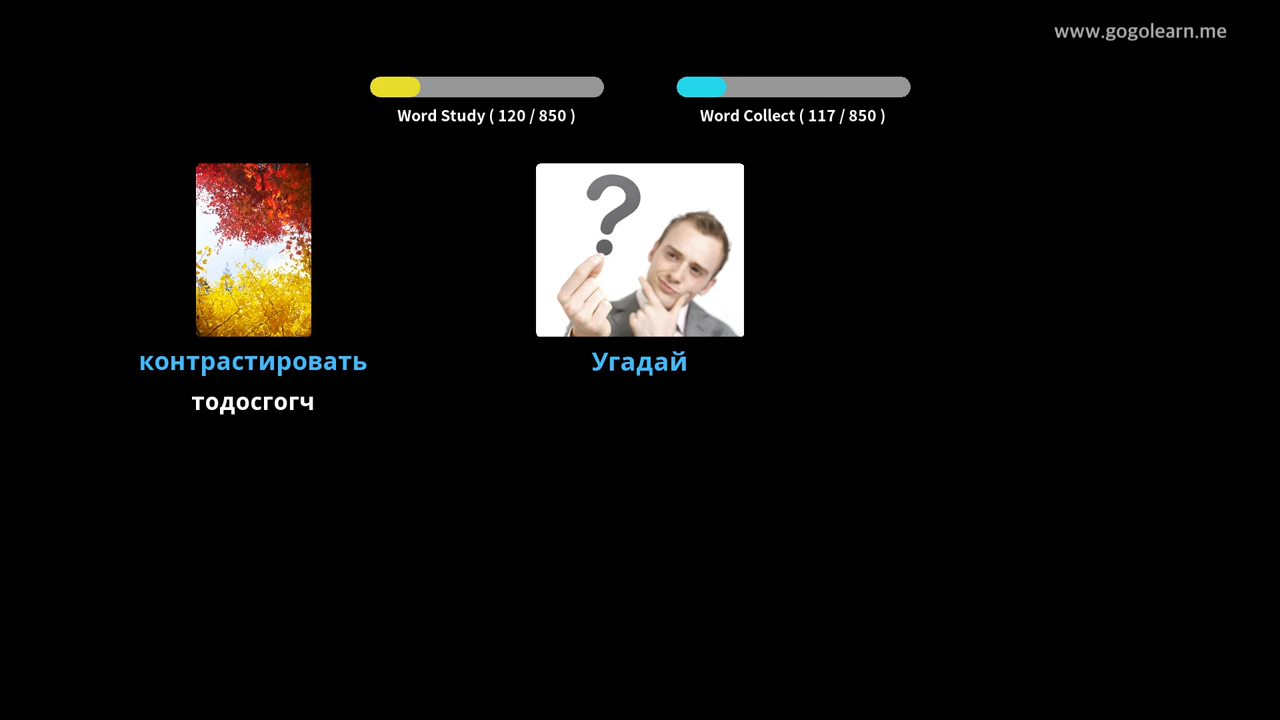 www.gogolearn.me
Word Study ( 120 / 850 )
Word Collect ( 117 / 850 )
контрастировать
тодосгогч
Угадай